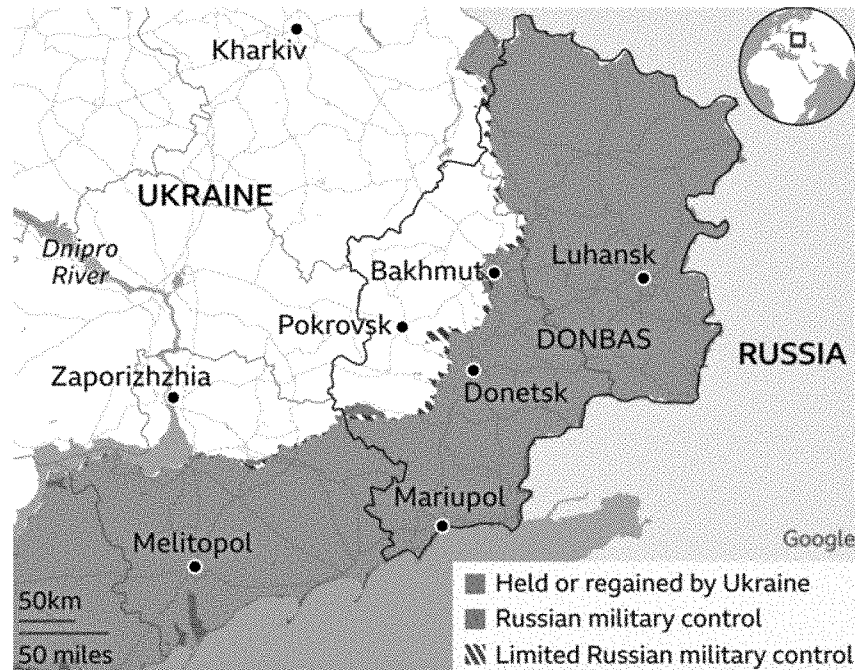 Kharkiv
UKRAINE
Dnipro
River
Bakhmut
Luhansk
Pokrovsk
DONBAS
RUSSIA
Zaporizhzhia
Donetsk
Mariupol
Melitopol
Google
Held or regained by Ukraine
50km
Russian military control
50 miles
Limited Russian military control